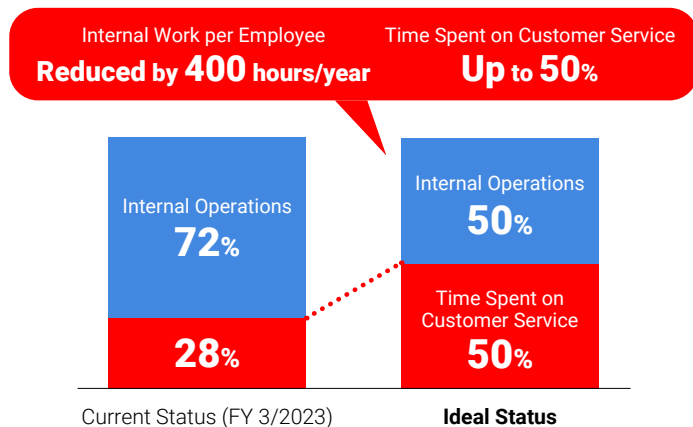 Internal Work per Employee
Reduced by 400 hours/year
Time Spent on Customer Service
Up to 50%
Internal Operations
72%
28%
Internal Operations
50%
Time Spent on
Customer Service
50%
Current Status (FY 3/2023)
Ideal Status